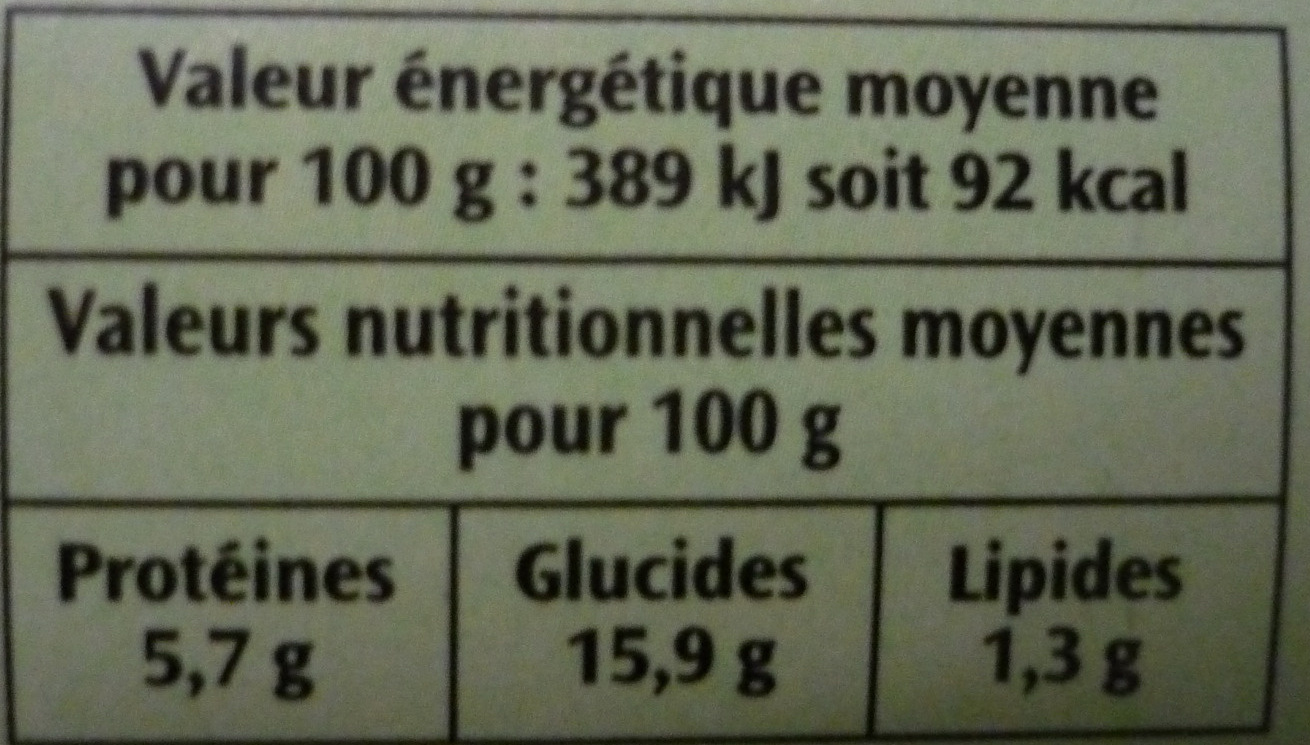 Valeur énergétique moyenne
pour 100 g : 389 kJ soit 92 kcal
Valeurs nutritionnelles moyennes
pour 100 g
Protéines Glucides Lipides
5,7 g 15,9 g 1,3 g